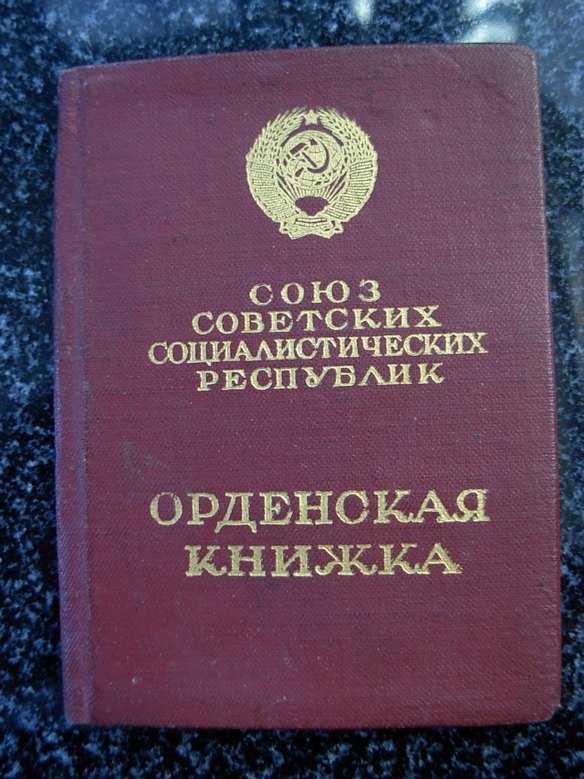 СОЮЗ
СОВЕТСКИХ
СОЦИАЛИСТИЧЕСКИХ
РЕСПУБЛИК
ОРДЕНСКАЯ
КНИЖКА